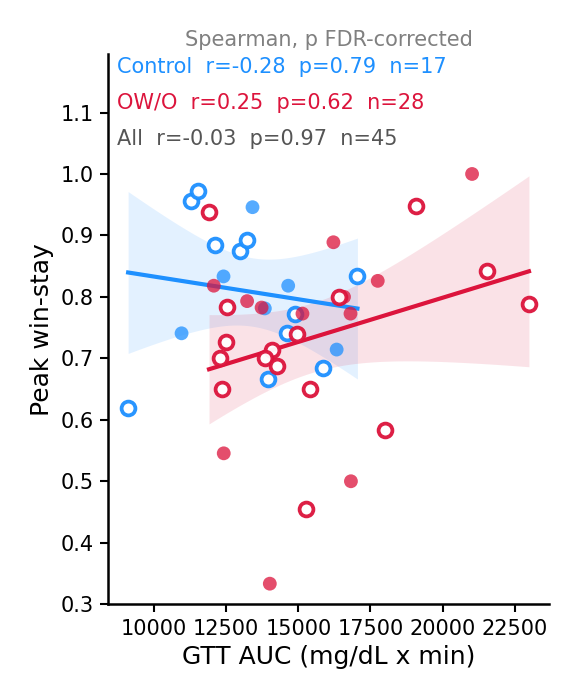 Spearman, p FDR-corrected
Control  r=-0.28  p=0.79  n=17
OW/O  r=0.25  p=0.62  n=28
All  r=-0.03  p=0.97  n=45
1.1
1.0
0.9
0.8
0.7
0.6
0.5
0.4
0.3
Peak win-stay
10000 12500 15000 17500 20000 22500
GTT AUC (mg/dL x min)